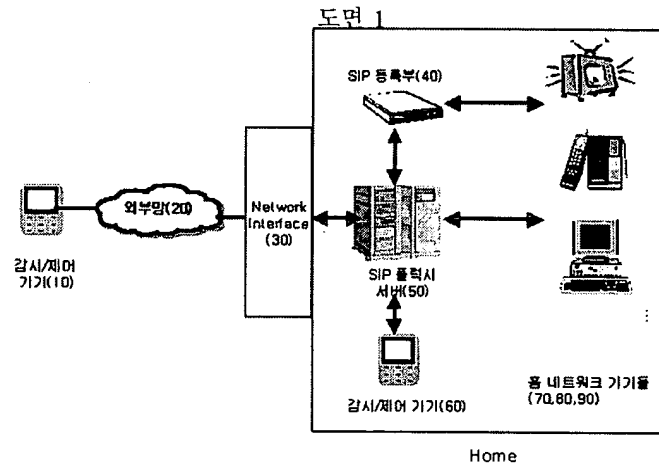 도면 1
SIP 등록부(40)
외부망(20)
Network
Interface
(30)
감시/제어
기기(10)
SIP 플럭시
서버(50)
감시/제어 기기(60)
홈 네트워크 기기들
(70,80,90)
Home